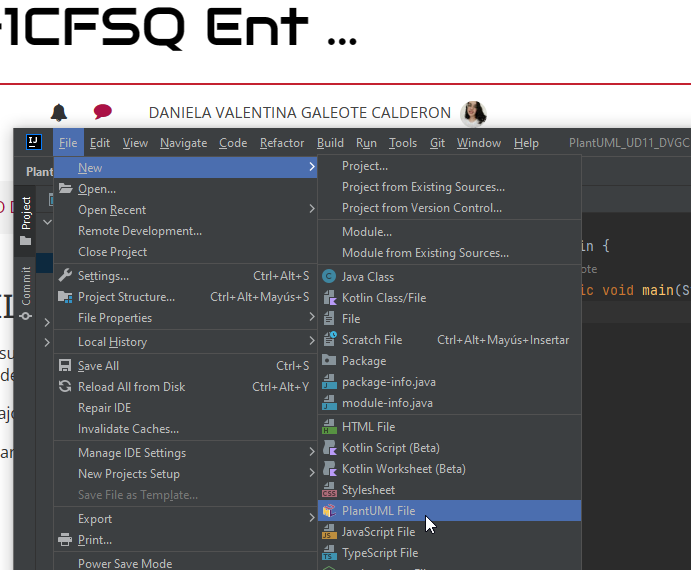 -1CFSQ Ent ...
DANIELA VALENTINA GALEOTE CALDERON
IJ File Edit View Navigate Code Refactor Build Run Tools Git Window Help PlantUML_UD11_DVGC
Plant
Project
Commit
New
Open...
Open Recent
Remote Development...
Close Project
Settings... Ctrl+Alt+S
Project Structure... Ctrl+Alt+Mayús+S
File Properties
Local History
Save All Ctrl+S
Reload All from Disk Ctrl+Alt+Y
Repair IDE
Invalidate Caches...
Manage IDE Settings
New Projects Setup
Save File as Template...
Export
Print...
Power Save Mode
Project...
Project from Existing Sources...
Project from Version Control...
Module...
Module from Existing Sources...
Java Class
Kotlin Class/File
File
Scratch File Ctrl+Alt+Mayús+Insertar
Package
package-info.java
module-info.java
HTML File
Kotlin Script (Beta)
Kotlin Worksheet (Beta)
Stylesheet
PlantUML File
JavaScript File
TypeScript File
in {
ote
ic void main(S